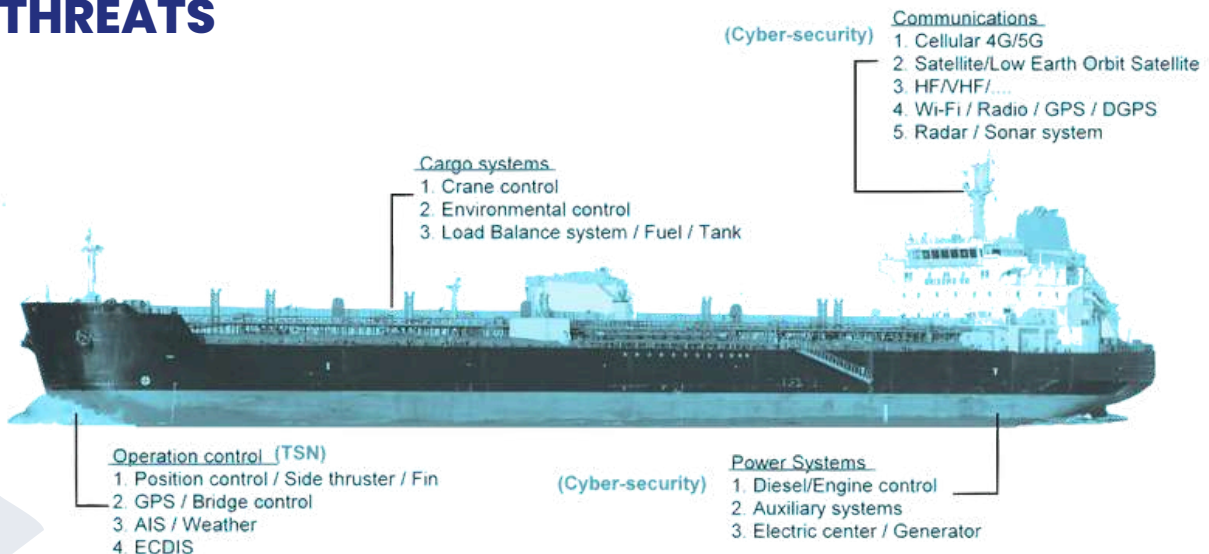 THREATS
(Cyber-security)
Communications
1. Cellular 4G/5G
2. Satellite/Low Earth Orbit Satellite
3. HF/VHF/....
4. Wi-Fi / Radio / GPS / DGPS
5. Radar / Sonar system
Cargo systems
1. Crane control
2. Environmental control
3. Load Balance system / Fuel / Tank
Operation control (TSN)
1. Position control / Side thruster / Fin
2. GPS / Bridge control
3. AIS / Weather
4. ECDIS
(Cyber-security)
Power Systems
1. Diesel/Engine control
2. Auxiliary systems
3. Electric center / Generator